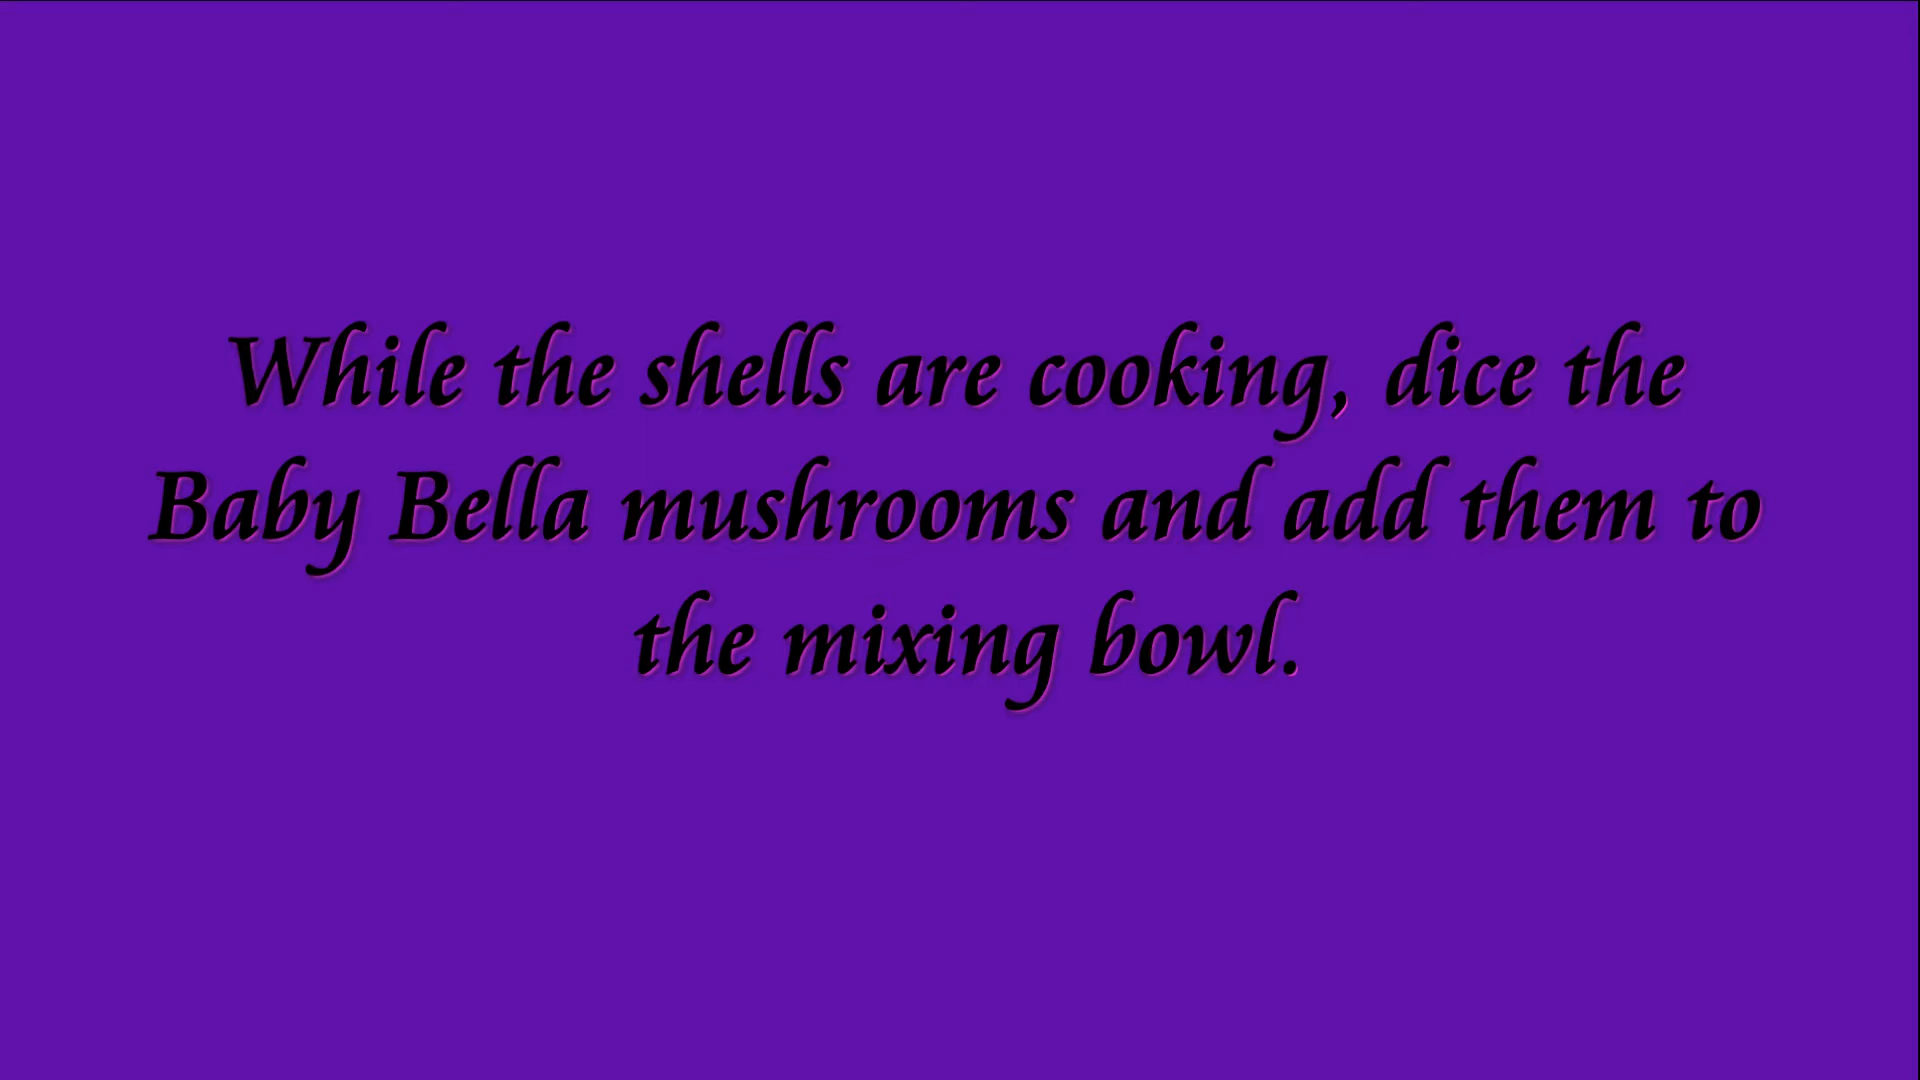 While the shells are cooking, dice the
Baby Bella mushrooms and add them to
the mixing bowl.